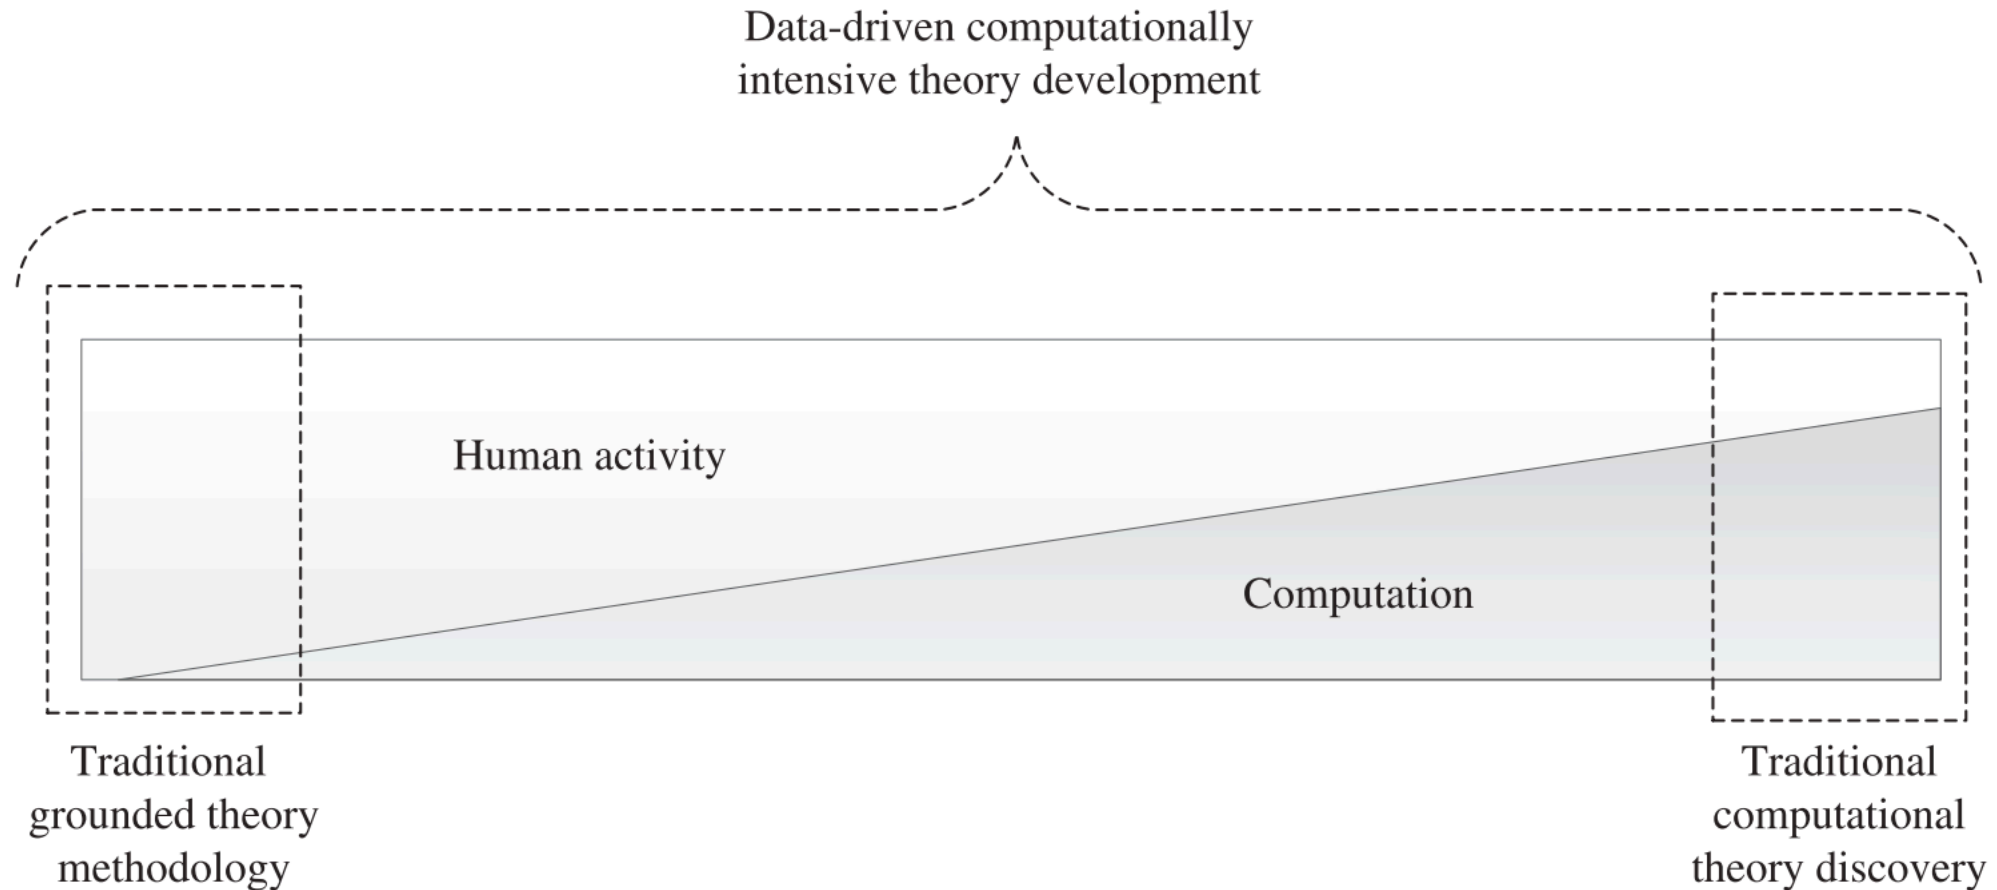 Data-driven computationally
intensive theory development
Human activity
Computation
Traditional
grounded theory
methodology
Traditional
computational
theory discovery